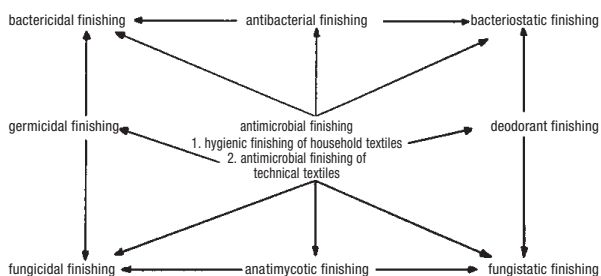 bactericidal finishing antibacterial finishing bacteriostatic finishing
germicidal finishing antimicrobial finishing deodorant finishing
1. hygienic finishing of household textiles
2. antimicrobial finishing of
technical textiles
fungicidal finishing anatimycotic finishing fungistatic finishing